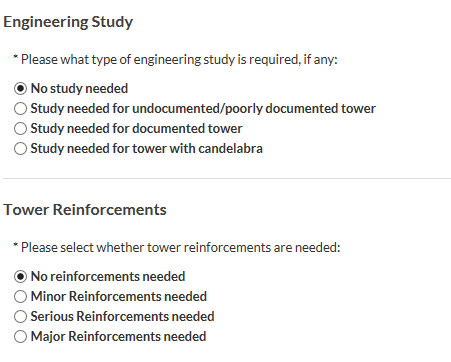 Engineering Study
* Please what type of engineering study is required, if any:
No study needed
Study needed for undocumented/poorly documented tower
Study needed for documented tower
Study needed for tower with candelabra
Tower Reinforcements
* Please select whether tower reinforcements are needed:
No reinforcements needed
Minor Reinforcements needed
Serious Reinforcements needed
Major Reinforcements needed